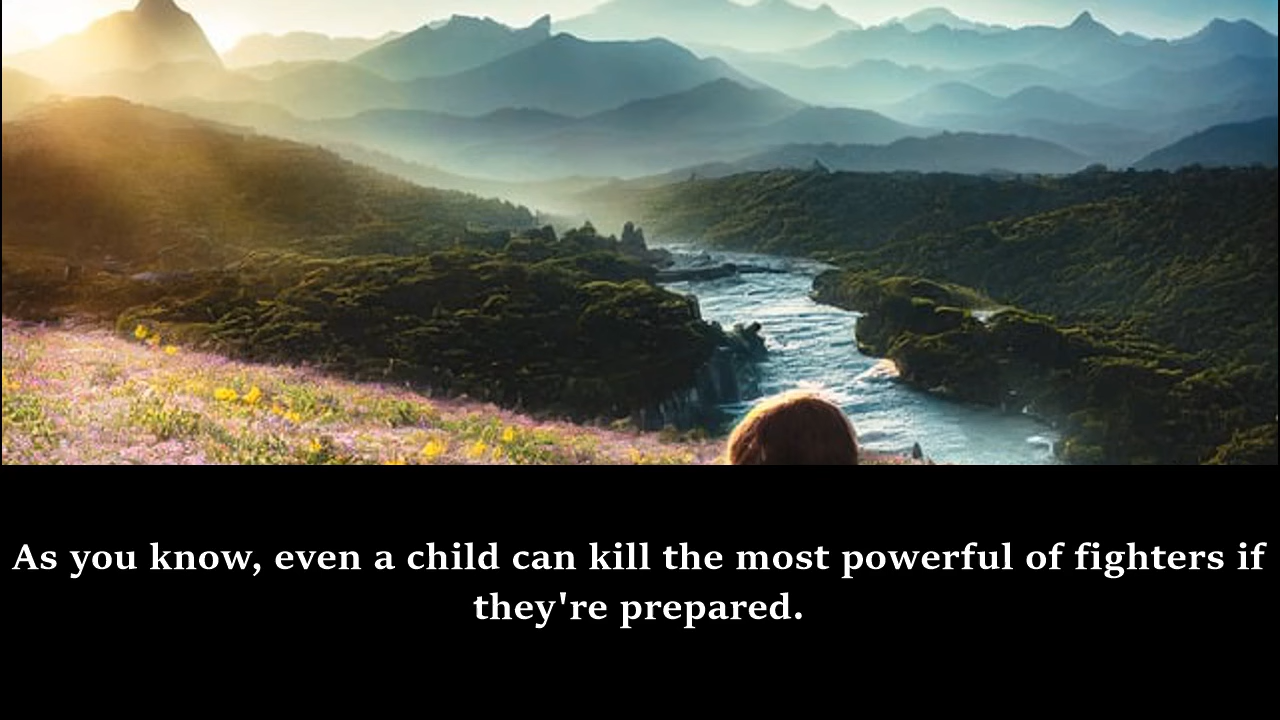 As you know, even a child can kill the most powerful of fighters if
they're prepared.